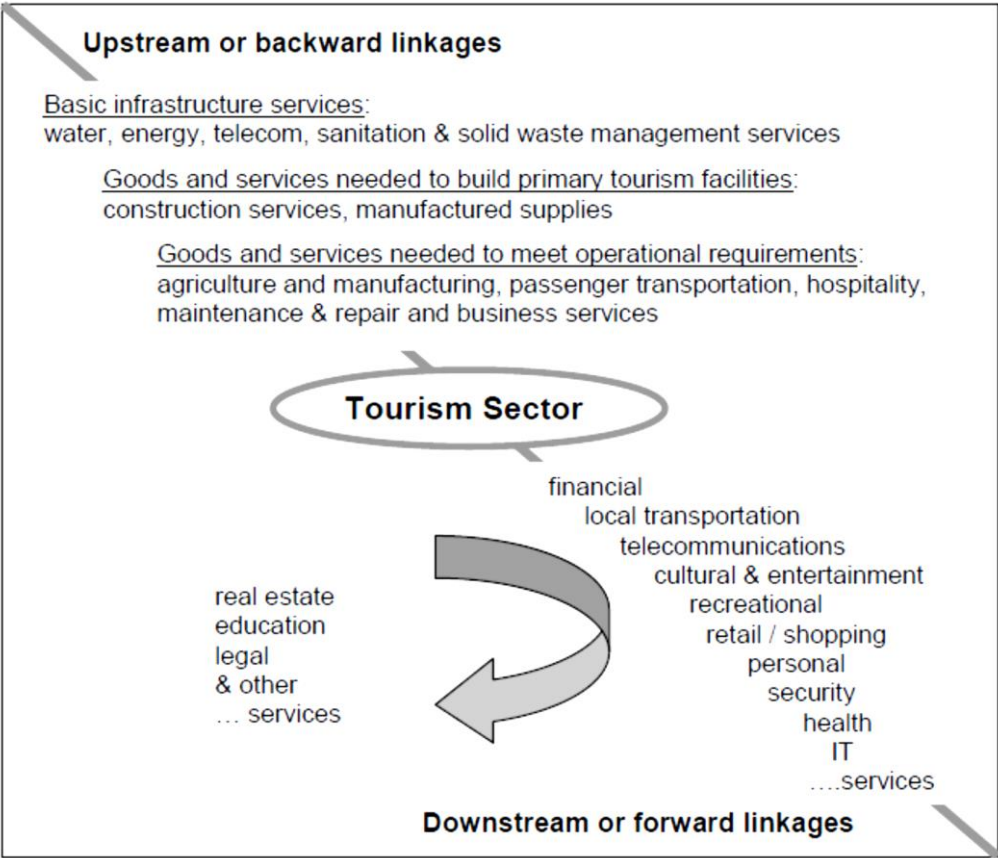 Upstream or backward linkages
Basic infrastructure services:
water, energy, telecom, sanitation & solid waste management services
Goods and services needed to build primary tourism facilities:
construction services, manufactured supplies
Goods and services needed to meet operational requirements:
agriculture and manufacturing, passenger transportation, hospitality,
maintenance & repair and business services
Tourism Sector
financial
local transportation
telecommunications
cultural & entertainment
recreational
retail / shopping
personal
security
health
IT
....services
real estate
education
legal
& other
... services
Downstream or forward linkages